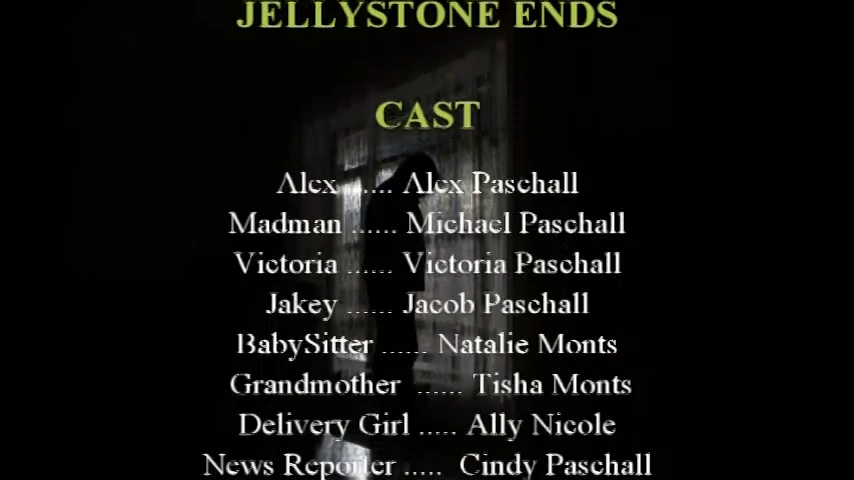 JELLYSTONE ENDS
CAST
Alex ...... Alex Paschall
Madman ...... Michael Paschall
Victoria ...... Victoria Paschall
Jakey ...... Jacob Paschall
BabySitter ...... Natalie Monts
Grandmother ...... Tisha Monts
Delivery Girl ..... Ally Nicole
News Reporter ..... Cindy Paschall